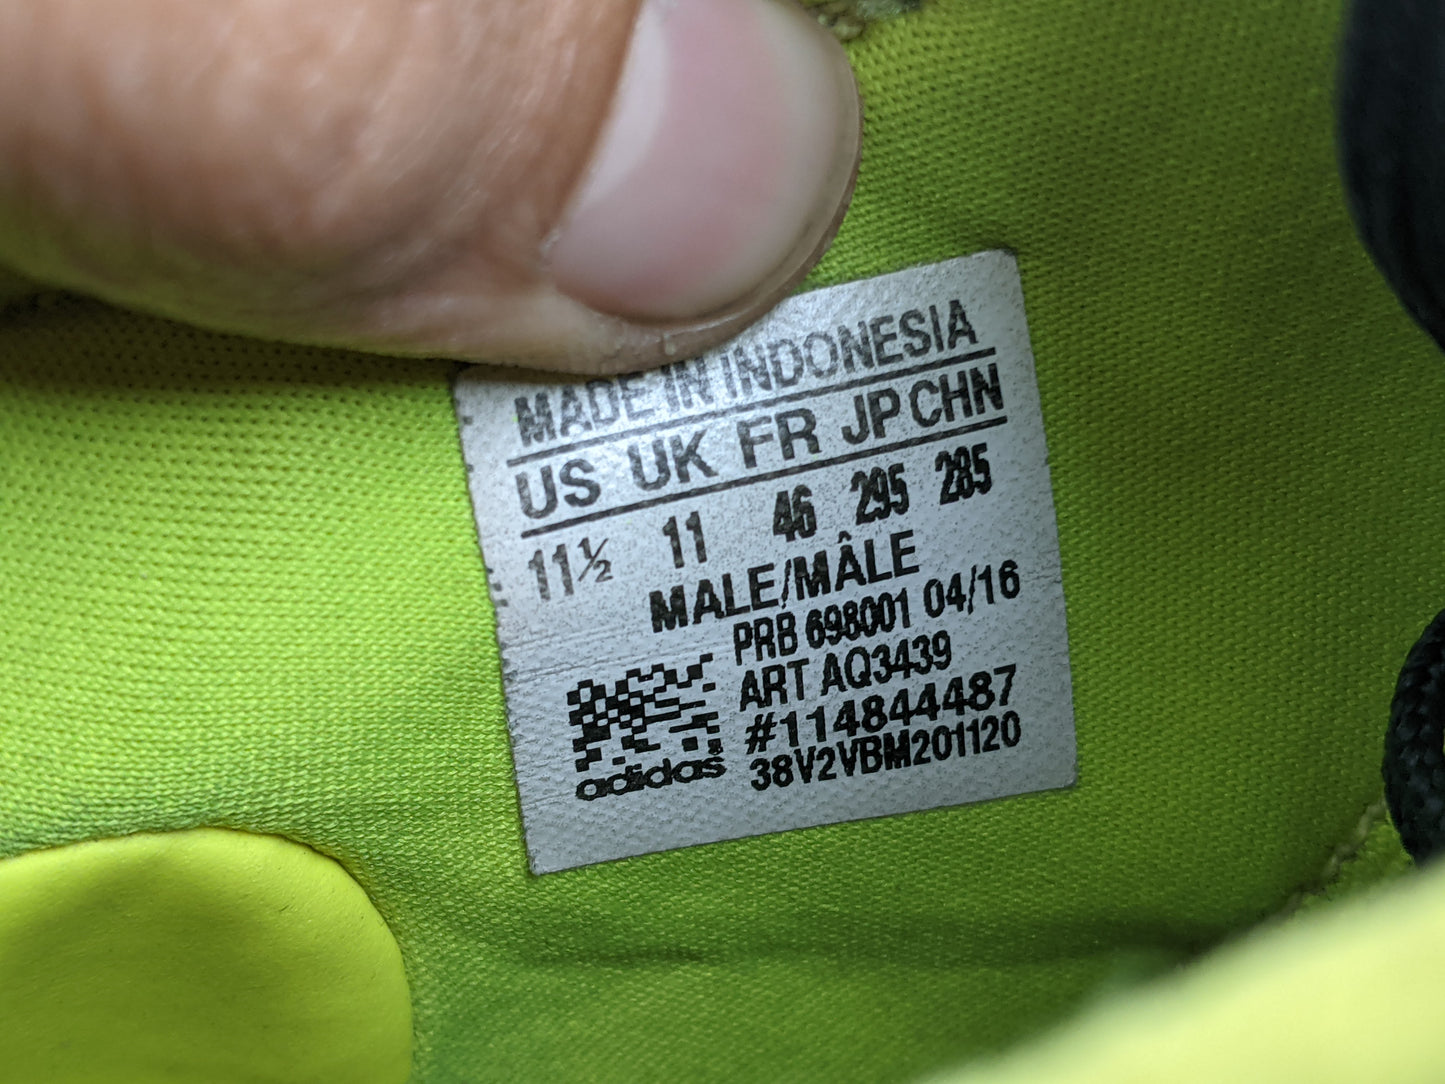 MADE IN INDONESIA
US UK FR JP CHN
11½ 11 46 295 285
MALE/MÂLE
PRB 698001 04/16
ART AQ3439
#114844487
38V2VBM201120
adidas